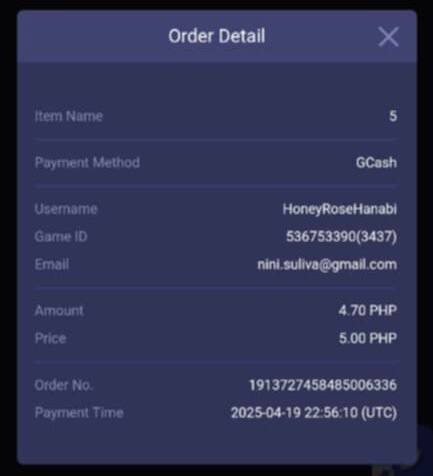 Order Detail
Item Name 5
Payment Method GCash
Username HoneyRoseHanabi
Game ID 536753390(3437)
Email nini.suliva@gmail.com
Amount 4.70 PHP
Price 5.00 PHP
Order No. 1913727458485006336
Payment Time 2025-04-19 22:56:10 (UTC)